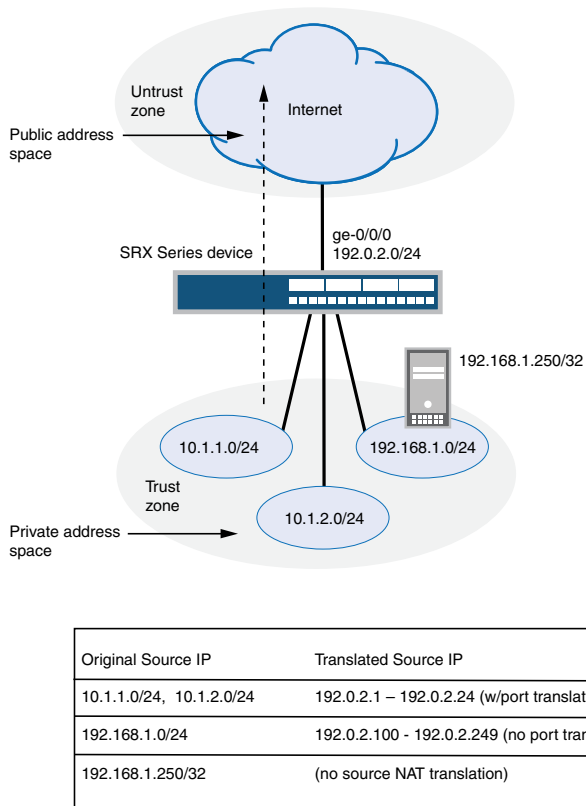 Untrust
zone
Internet
Public address
space
ge-0/0/0
192.0.2.0/24
SRX Series device
192.168.1.250/32
10.1.1.0/24
192.168.1.0/24
Trust
zone
10.1.2.0/24
Private address
space
Original Source IP Translated Source IP
10.1.1.0/24, 10.1.2.0/24 192.0.2.1 – 192.0.2.24 (w/port
192.168.1.0/24 192.0.2.100 - 192.0.2.249 (no port
192.168.1.250/32 (no source NAT translation)